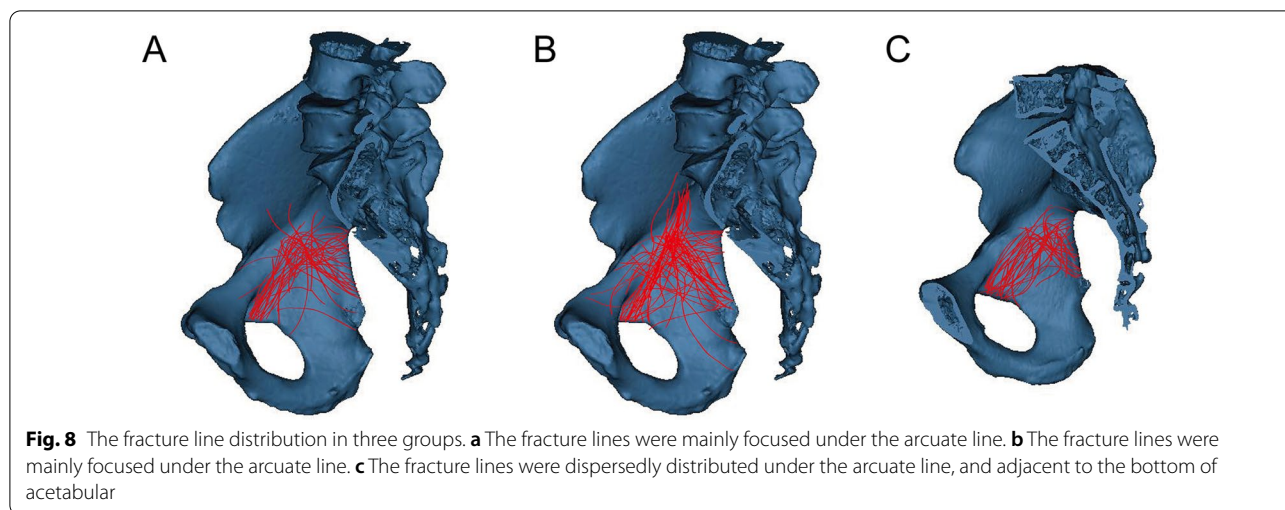 A
B
C
Fig. 8 The fracture line distribution in three groups. a The fracture lines were mainly focused under the arcuate line. b The fracture lines were
mainly focused under the arcuate line. c The fracture lines were dispersedly distributed under the arcuate line, and adjacent to the bottom of
acetabular